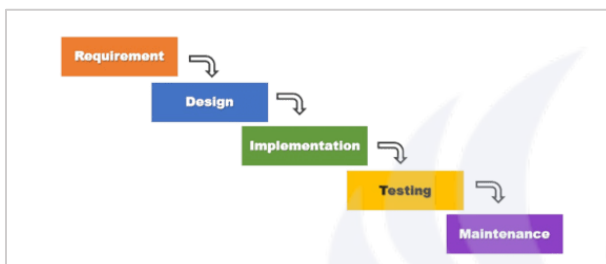 Requirement
Design
Implementation
Testing
Maintenance